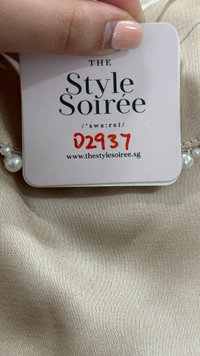 THE
Style
Soirée
/'swa:rei/
D2937
www.thestylesoiree.sg